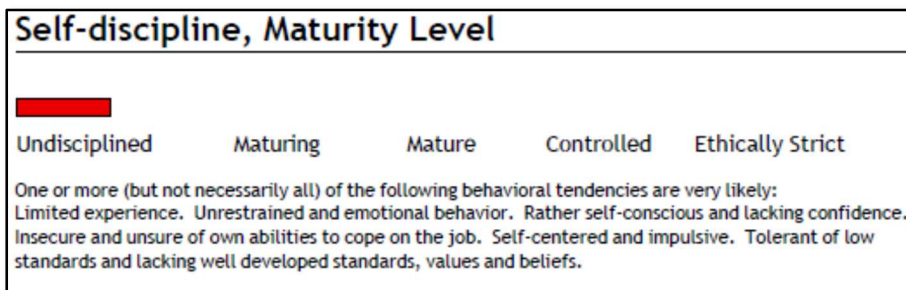 Self-discipline, Maturity Level
Undisciplined Maturing Mature Controlled Ethically Strict
One or more (but not necessarily all) of the following behavioral tendencies are very likely:
Limited experience. Unrestrained and emotional behavior. Rather self-conscious and lacking confidence.
Insecure and unsure of own abilities to cope on the job. Self-centered and impulsive. Tolerant of low
standards and lacking well developed standards, values and beliefs.